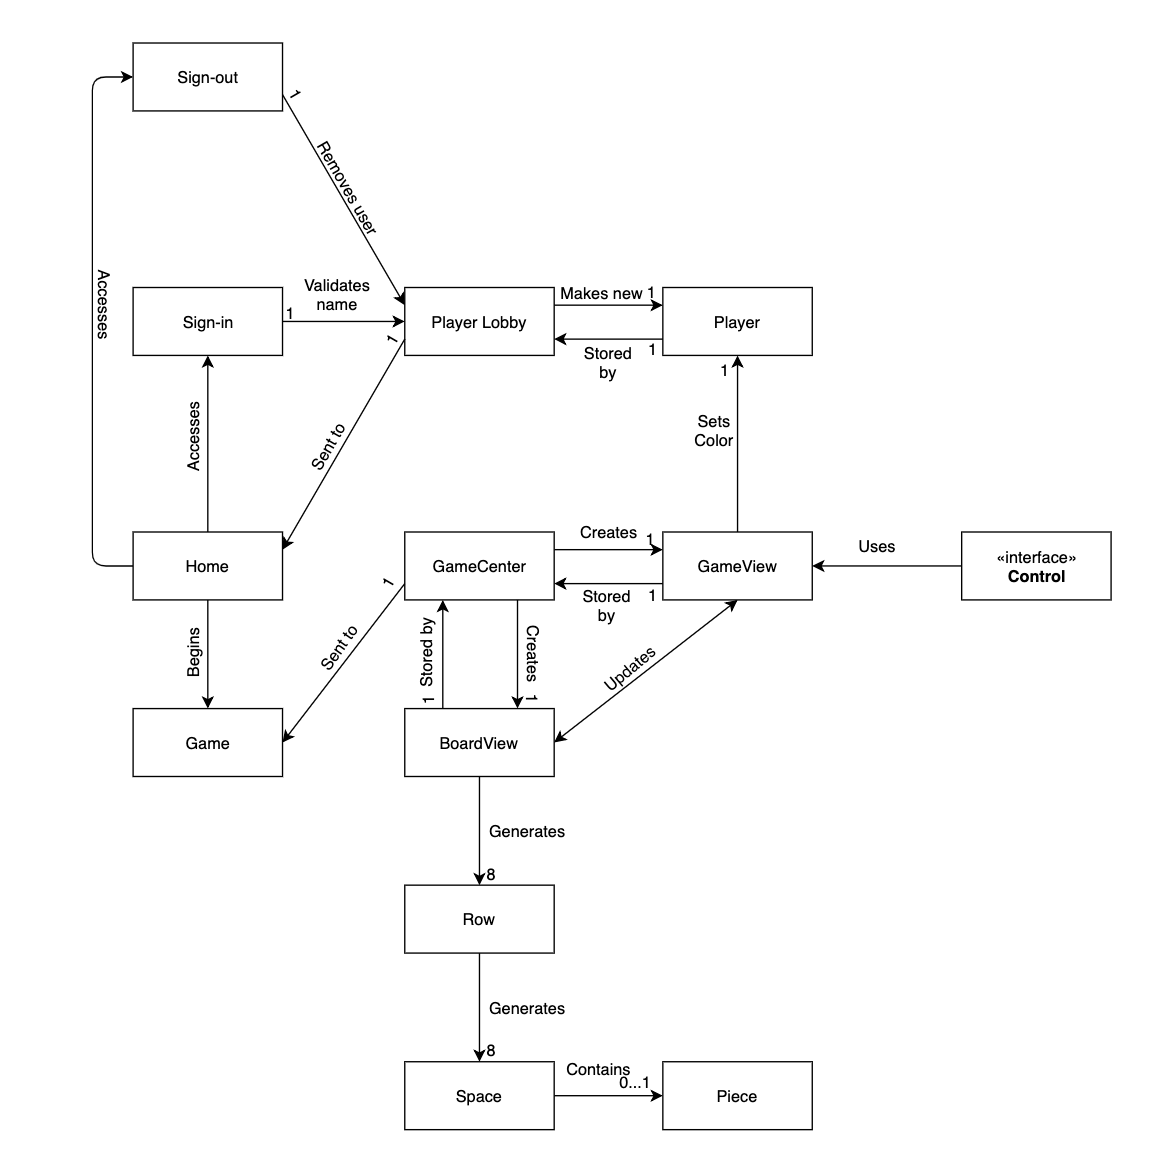 Sign-out
1
Removes user
Accesses
Validates
name
Sign-in
1
Player Lobby
Makes new 1
Player
1
Stored
by
1
1
Accesses
Sent to
Sets
Color
Home
GameCenter
Creates
1
GameView
Uses
«interface»
Control
1
Stored
by
1
Begins
Sent to
Stored by
1
Creates
1
Updates
Game
BoardView
Generates
8
Row
Generates
8
Space
Contains
0...1
Piece